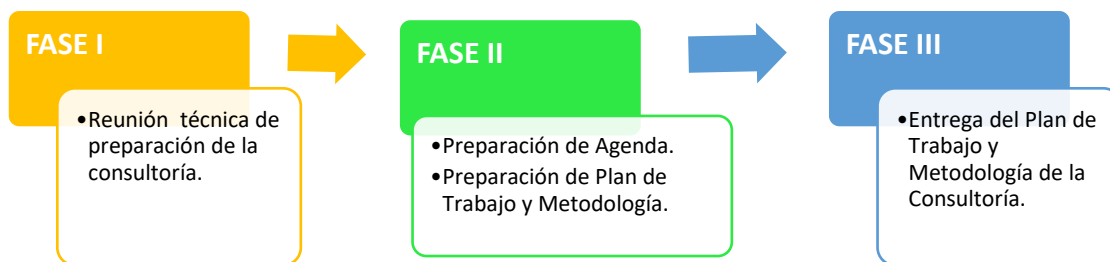 FASE I
•Reunión técnica de
preparación de la
consultoría.
FASE II
•Preparación de Agenda.
•Preparación de Plan de
Trabajo y Metodología.
FASE III
•Entrega del Plan de
Trabajo y
Metodología de la
Consultoría.